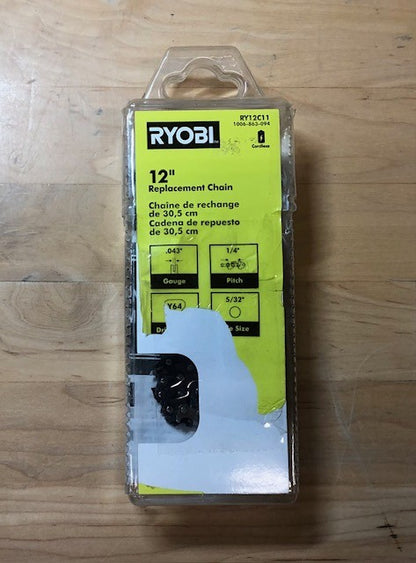 RY12C11
1006-863-094
RYOBI
Cordless
12"
Replacement Chain
Chaîne de rechange
de 30,5 cm
Cadena de repuesto
de 30,5 cm
.043"
Gauge
1/4"
Pitch
Y64
5/32"
Size